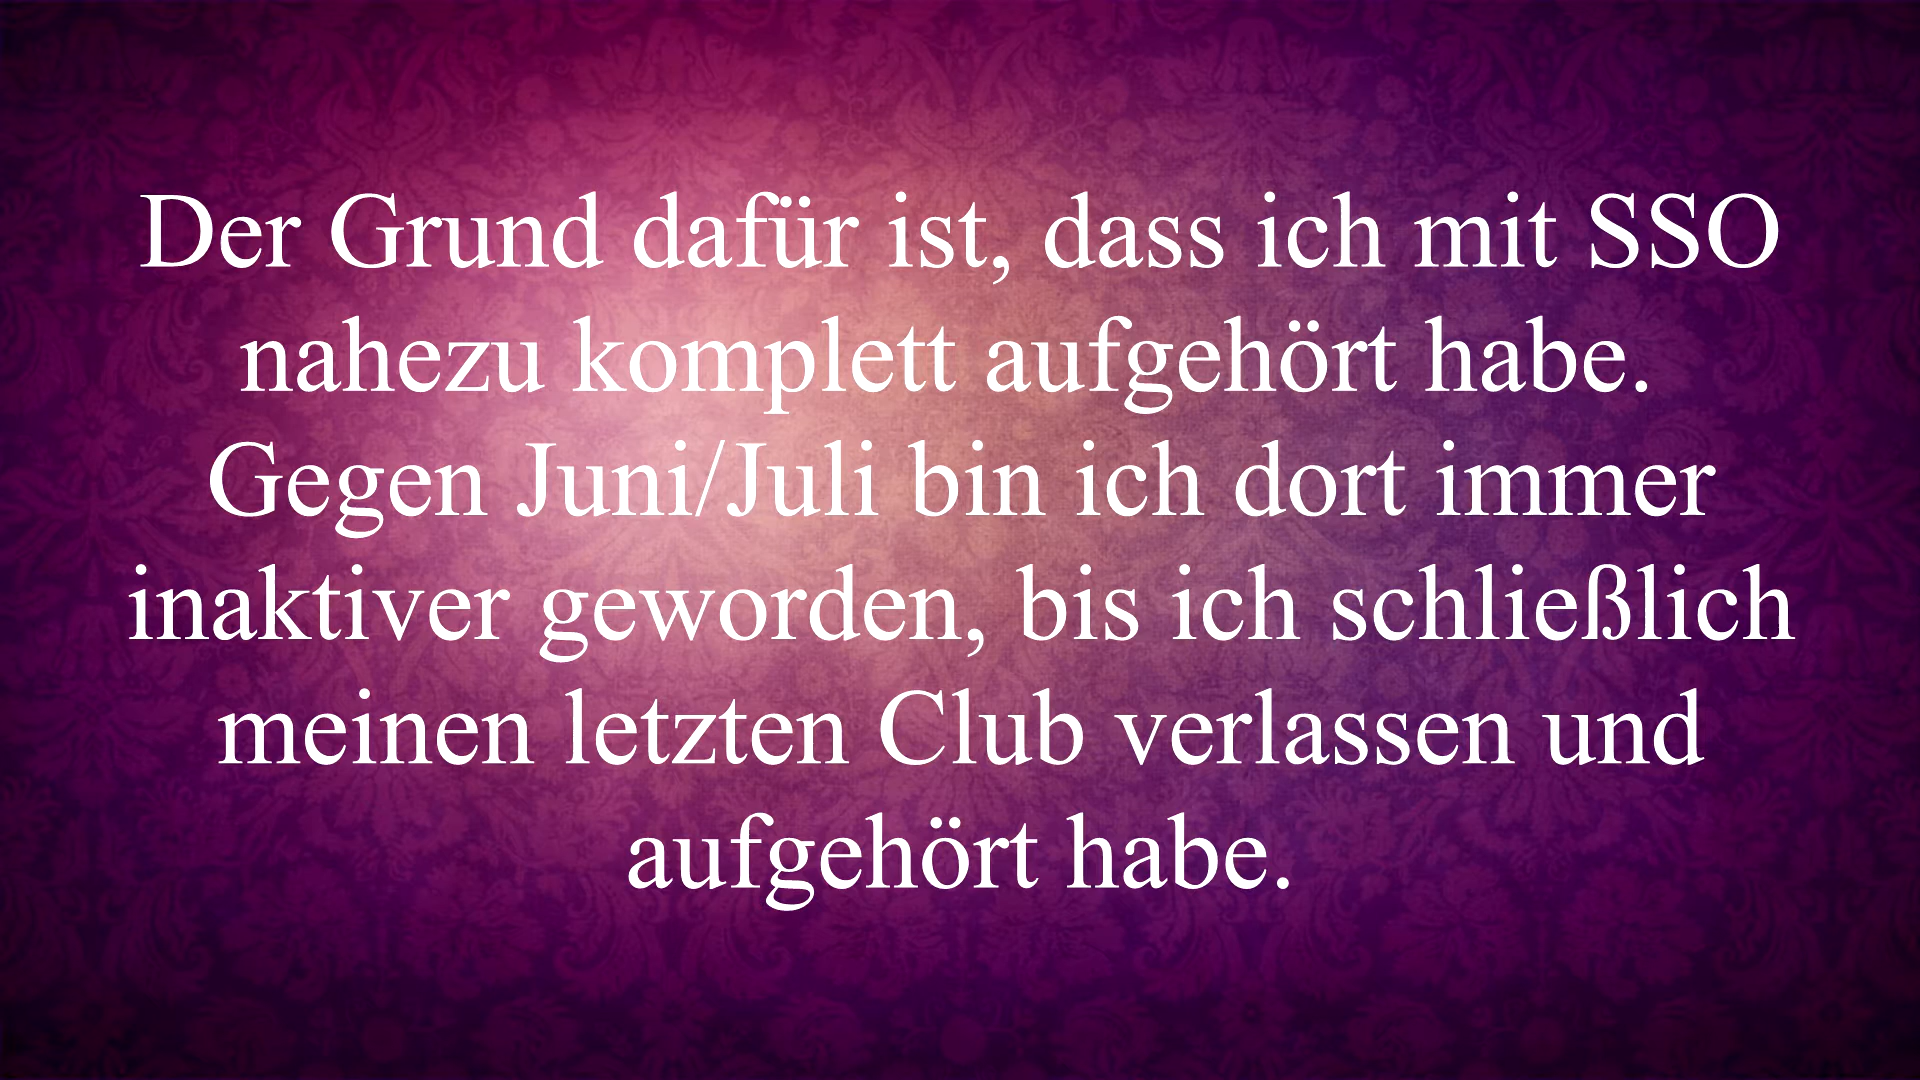 Der Grund dafür ist, dass ich mit SSO
nahezu komplett aufgehört habe.
Gegen Juni/Juli bin ich dort immer
inaktiver geworden, bis ich schließlich
meinen letzten Club verlassen und
aufgehört habe.